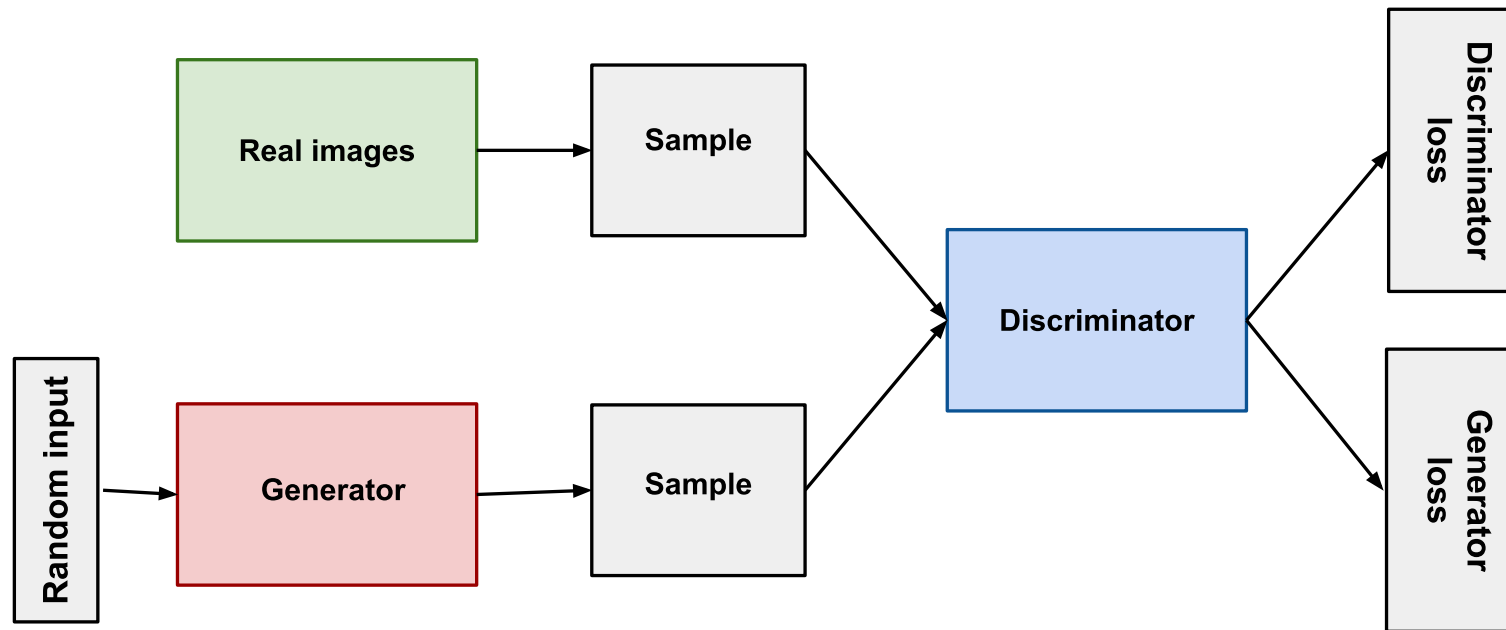 Real images
Sample
Discriminator
loss
Discriminator
Random input
Generator
Sample
Generator
loss